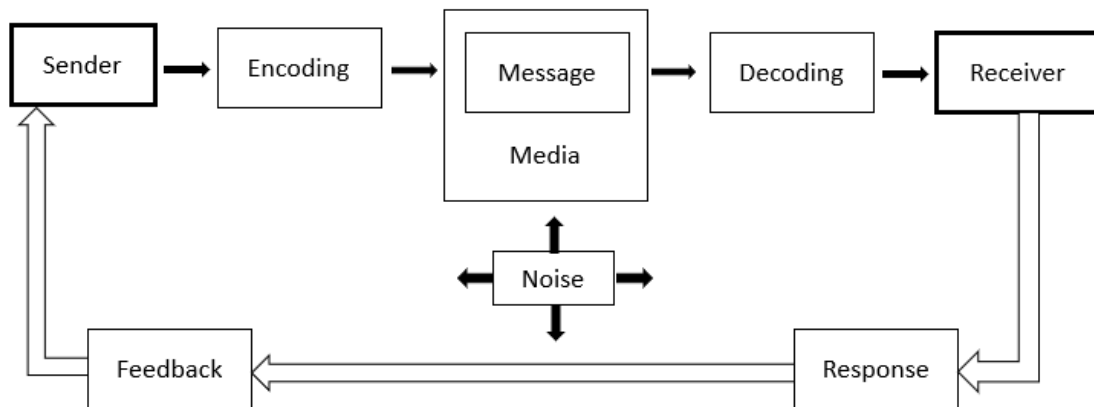 Sender
Encoding
Message
Media
Decoding
Receiver
Noise
Feedback
Response